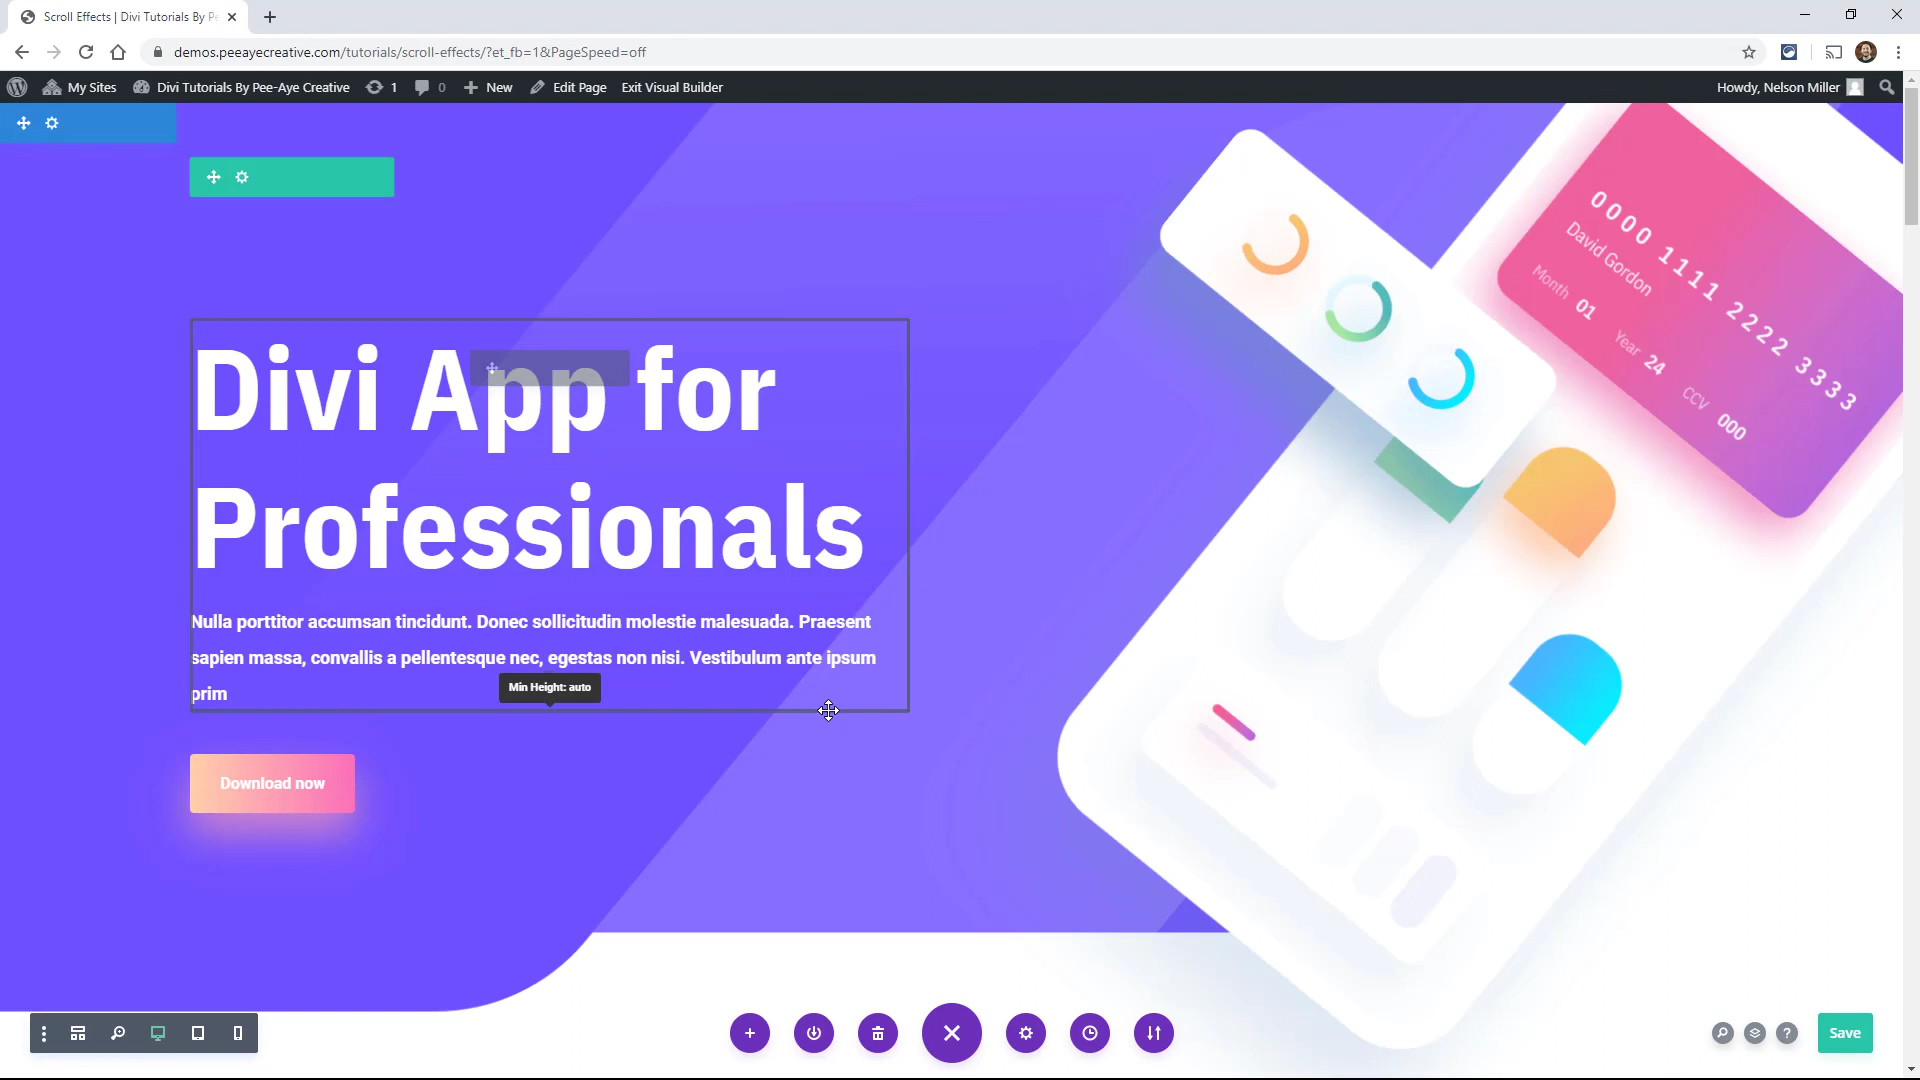 Scroll Effects | Divi Tutorials By Pe
demos.peeayecreative.com/tutorials/scroll-effects/?et_fb=1&PageSpeed=off
My Sites Divi Tutorials By Pee-Aye Creative 1 0 New Edit Page Exit Visual Builder Howdy, Nelson Miller
0000 1111 2222 3333
David Gordon
Month 01 Year 24 CCV 000
Divi App for
Professionals
Nulla porttitor accumsan tincidunt. Donec sollicitudin molestie malesuada. Praesent
sapien massa, convallis a pellentesque nec, egestas non nisi. Vestibulum ante ipsum
prim
Min Height: auto
Download now
Save